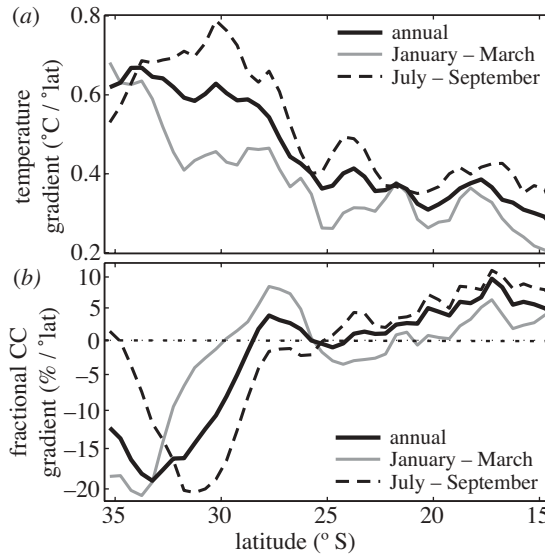 (a)
0.8
0.6
0.4
0.2
temperature
gradient (˚C / ˚lat)
annual
January – March
July – September
(b)
10
5
0
−5
−10
−15
−20
fractional CC
gradient (% / ˚lat)
annual
January – March
July – September
35 30 25 20 15
latitude (º S)